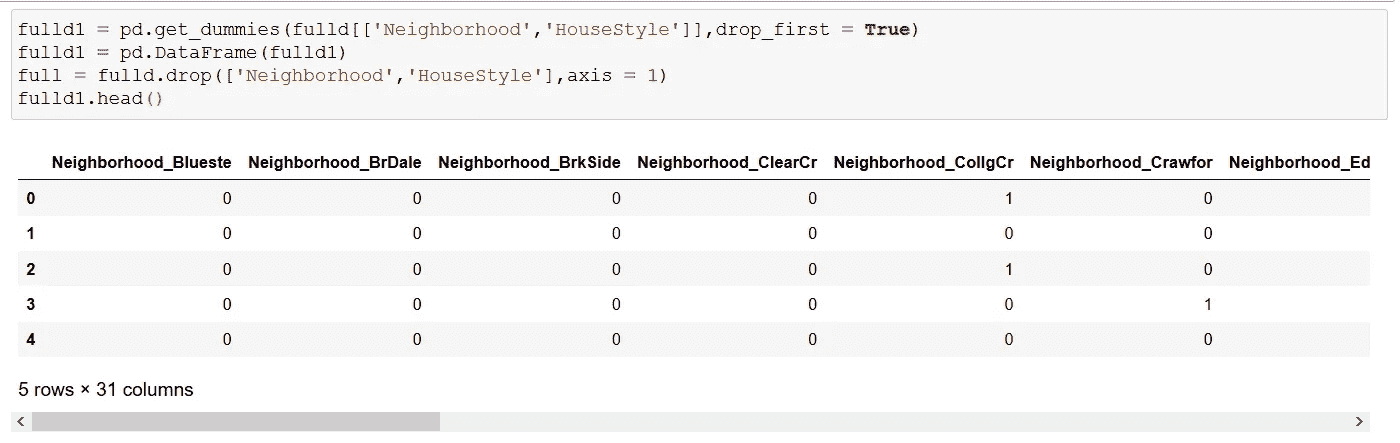 fulld1 = pd.get_dummies(fulld[['Neighborhood','HouseStyle']],drop_first = True)
fulld1 = pd.DataFrame(fulld1)
full = fulld.drop(['Neighborhood','HouseStyle'],axis = 1)
fulld1.head()
Neighborhood_Blueste Neighborhood_BrDale Neighborhood_BrkSide Neighborhood_ClearCr Neighborhood_CollgCr Neighborhood_Crawfor Neighborhood_Ed
0 0 0 0 0 1 0
1 0 0 0 0 0 0
2 0 0 0 0 1 0
3 0 0 0 0 0 1
4 0 0 0 0 0 0
5 rows × 31 columns